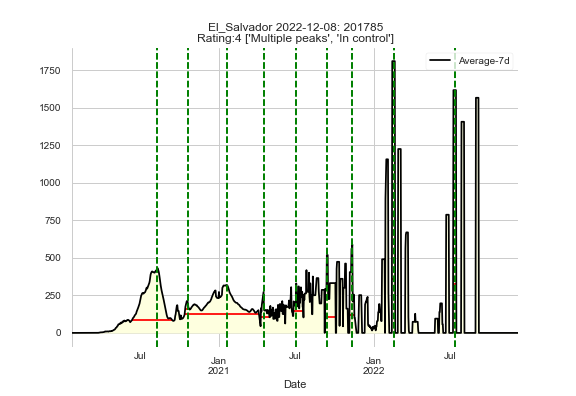 El_Salvador 2022-12-08: 201785
Rating:4 ['Multiple peaks', 'In control']
Average-7d
1750
1500
1250
1000
750
500
250
0
Jul
Jan
2021
Jul
Jan
2022
Jul
Date